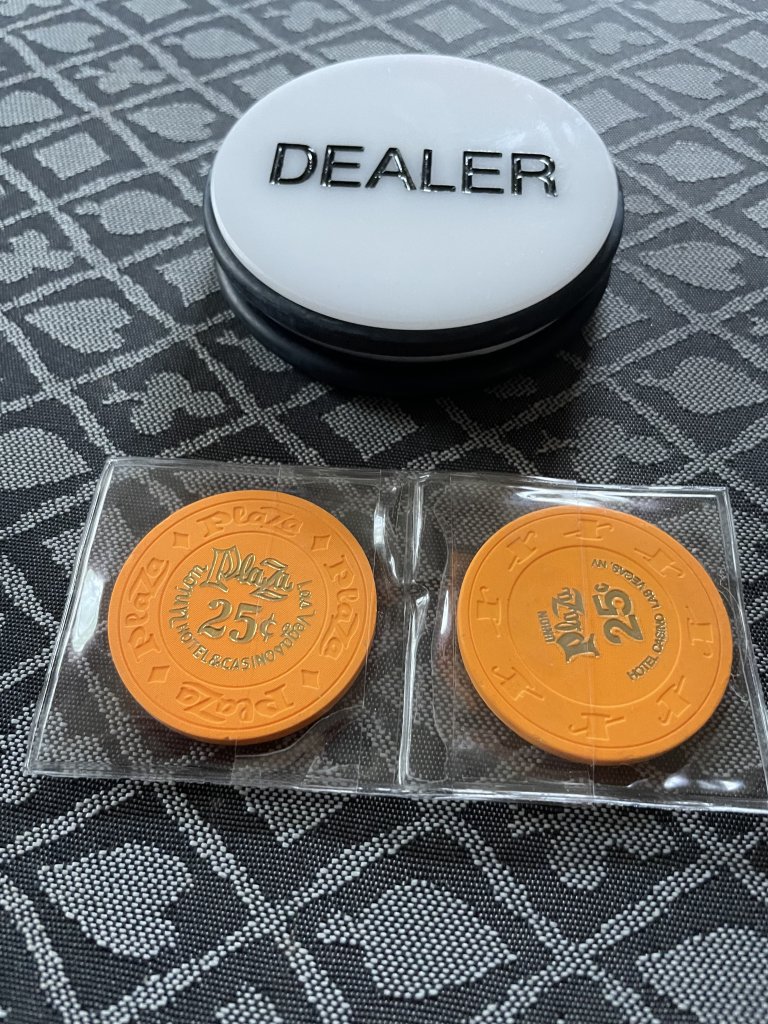 DEALER
Plaza
Plaza
Plaza
Plaza
Union
Plaza
Las Vegas
25¢
HOTEL & CASINO
UNION
Plaza
25¢
HOTEL CASINO LAS VEGAS, NV